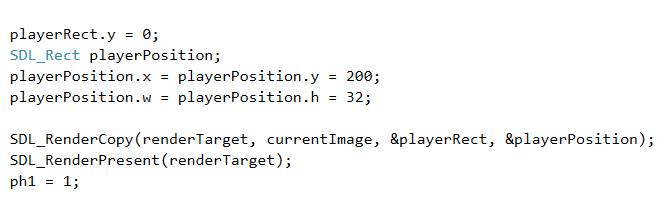 playerRect.y = 0;
SDL_Rect playerPosition;
playerPosition.x = playerPosition.y = 200;
playerPosition.w = playerPosition.h = 32;
SDL_RenderCopy(renderTarget, currentImage, &playerRect, &playerPosition);
SDL_RenderPresent(renderTarget);
ph1 = 1;